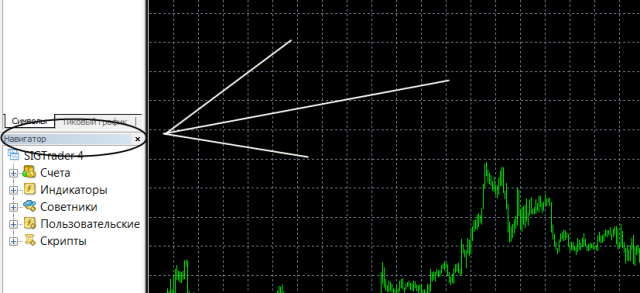 Символы | Тиковый график |
Навигатор ×
SIGTrader 4
Счета
Индикаторы
Советники
Пользовательские
Скрипты